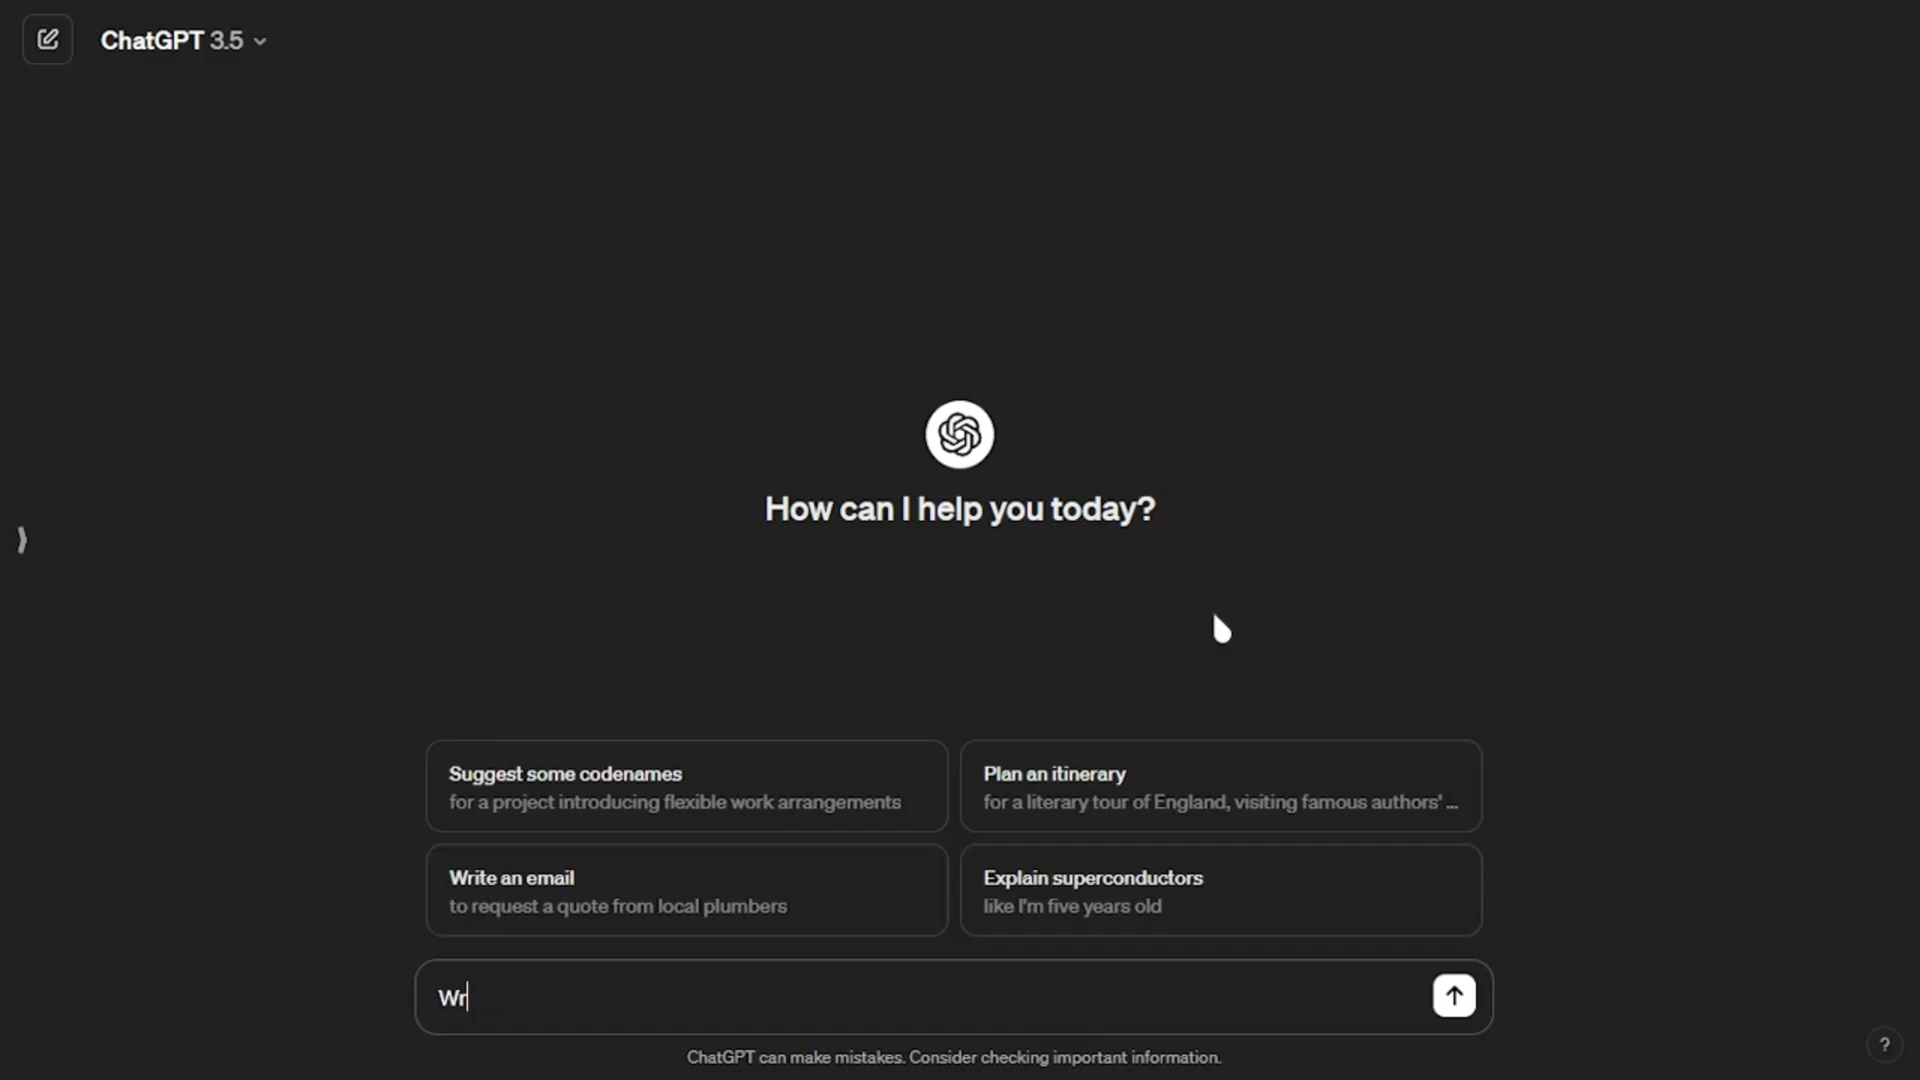 ChatGPT 3.5
How can I help you today?
Suggest some codenames
for a project introducing flexible work arrangements
Plan an itinerary
for a literary tour of England, visiting famous authors' ...
Write an email
to request a quote from local plumbers
Explain superconductors
like I'm five years old
Wr
ChatGPT can make mistakes. Consider checking important information.
?